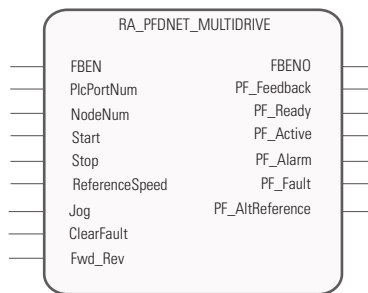 RA_PFDNET_MULTIDRIVE
FBEN FBENO
PlcPortNum PF_Feedback
NodeNum PF_Ready
Start PF_Active
Stop PF_Alarm
ReferenceSpeed PF_Fault
Jog PF_AltReference
ClearFault
Fwd_Rev